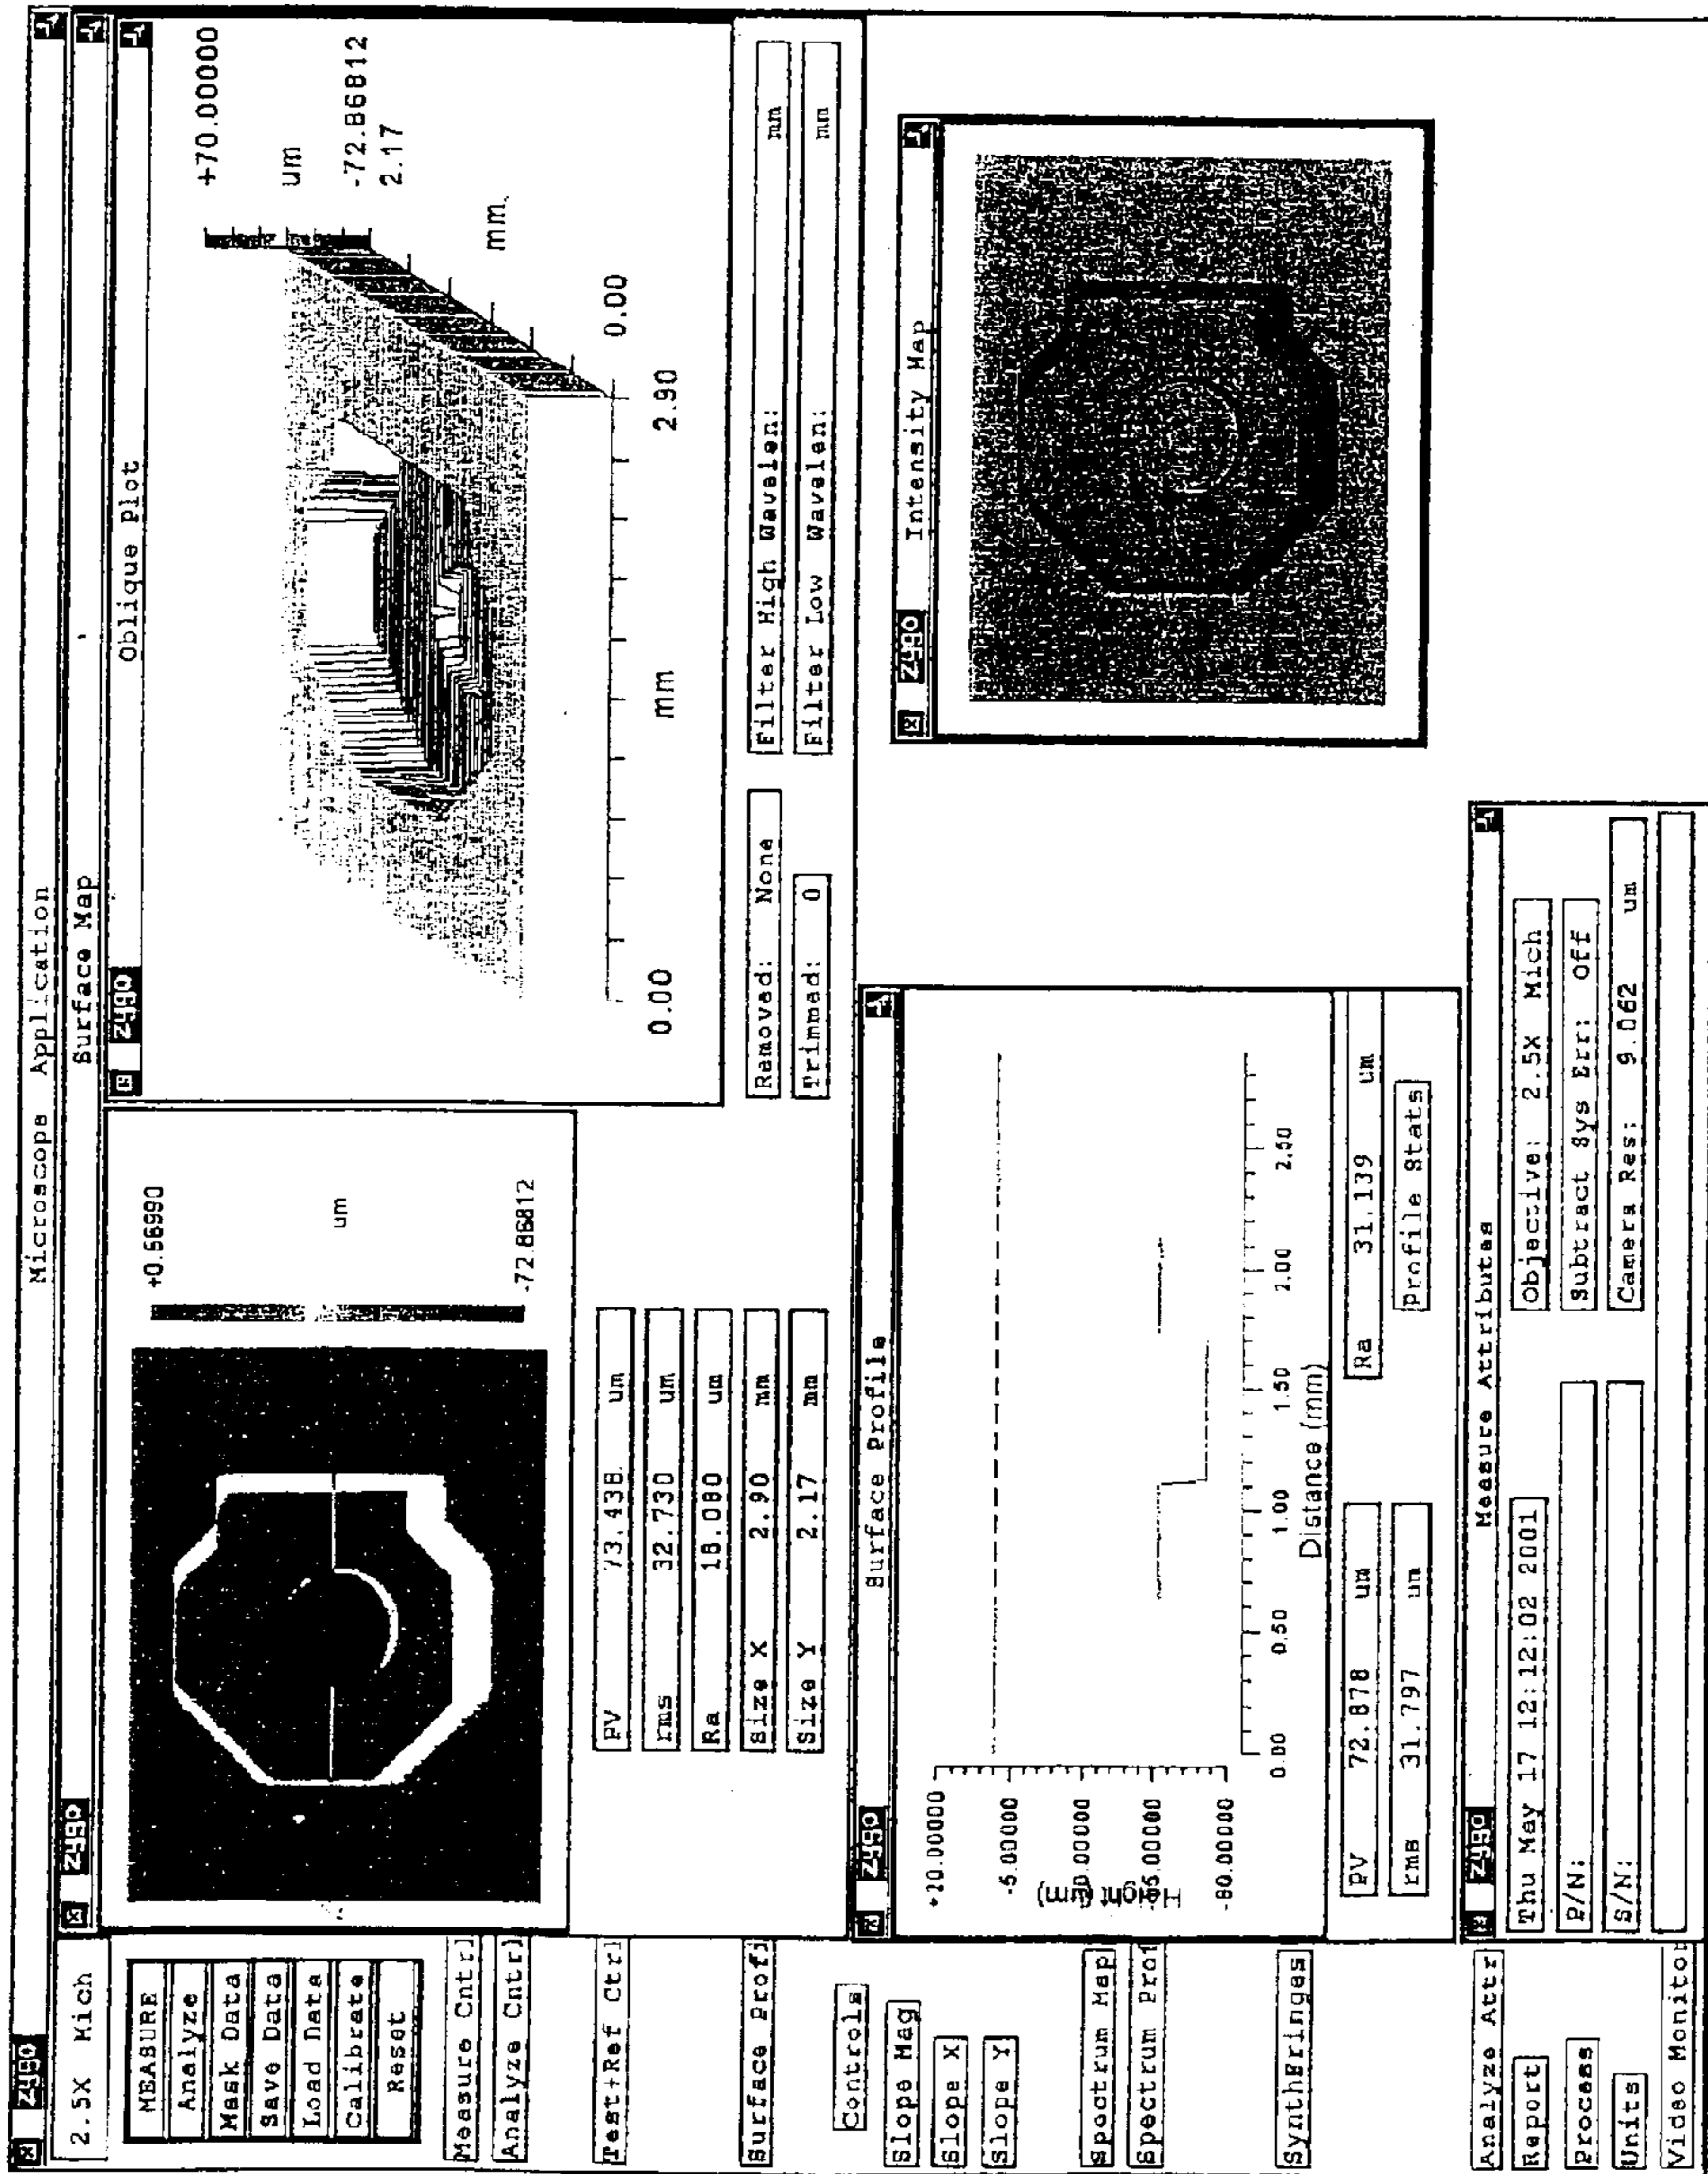 zygo Microscope Application
2.5X Mich
MEASURE
Analyze
Mask Data
Save Data
Load Data
Calibrate
Reset
Measure Cntrl
Analyze Cntrl
Test+Ref Ctrl
Surface Profi
Controls
Slope Mag
Slope X
Slope Y
Spectrum Map
Spectrum Prof
SynthFringes
Analyze Attr
Report
Process
Units
Video Monitor
zygo Surface Map
+0.56990
um
-72.86812
PV 73.438 um
rms 32.730 um
Ra um
Size X 2.90 mm
Size Y 2.17 mm
zygo Oblique plot
+70.00000
um
-72.86812
2.17
mm
0.00
0.00 mm 2.90
Removed: None
Trimmed: 0
Filter High Wavelen: mm
Filter Low Wavelen: mm
zygo Surface Profile
+20.00000
-5.00000
-80.00000
0.00 0.50 1.00 1.50 2.00 2.50
Distance (mm)
PV 72.878 um
rms 31.797 um
Ra 31.139 um
Profile Stats
zygo Intensity Map
zygo Measure Attributes
Thu May 17 12:12:02 2001
P/N:
S/N:
Objective: 2.5X Mich
Subtract Sys Err: Off
Camera Res: 9.062 um